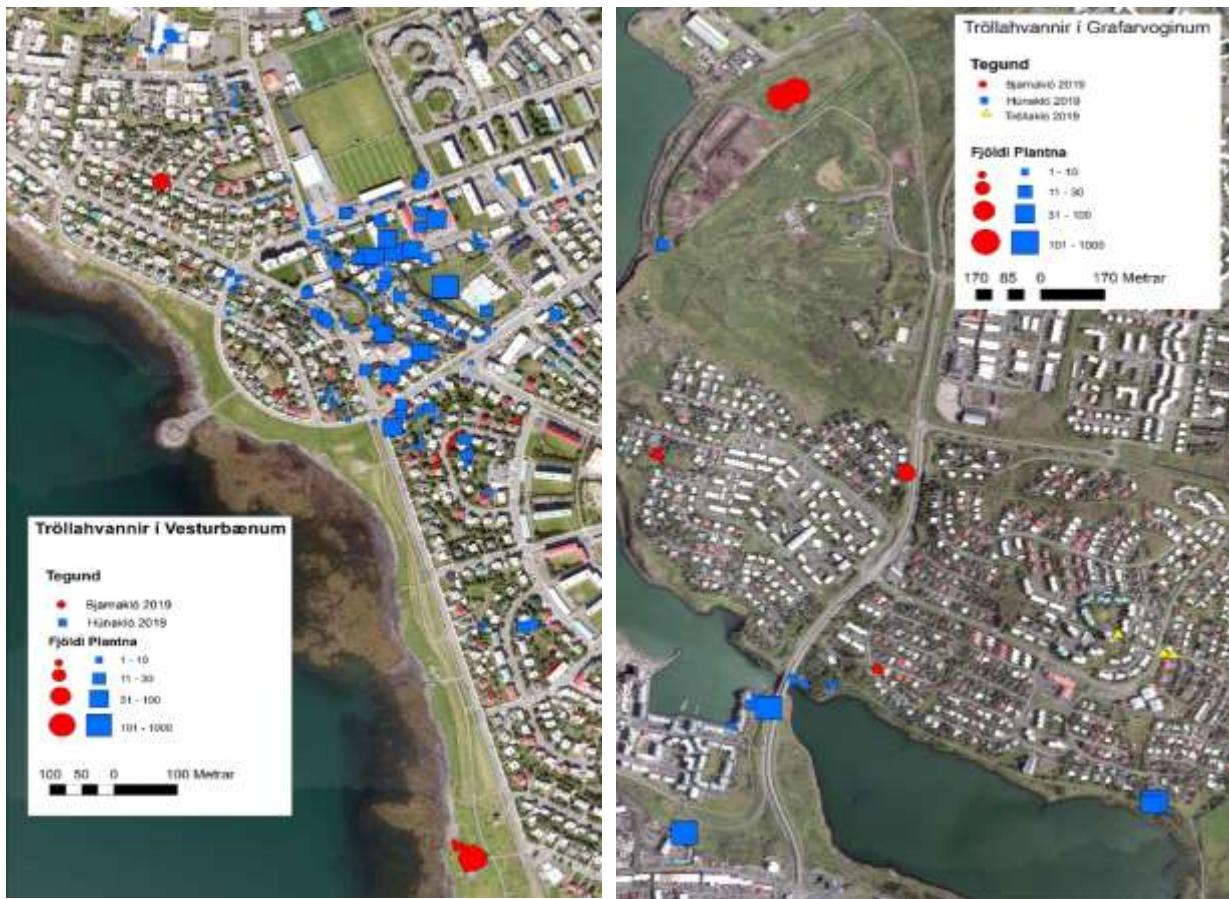 Tröllahvannir í Vesturbænum
Tegund
Bjarnakló 2019
Húnakló 2019
Fjöldi Plantna
1 - 10
11 - 30
31 - 100
101 - 1000
100 50 0 100 Metrar
Tröllahvannir í Grafarvoginum
Tegund
Bjarnakló 2019
Húnakló 2019
Tröllakló 2019
Fjöldi Plantna
1 - 10
11 - 30
31 - 100
101 - 1000
170 85 0 170 Metrar